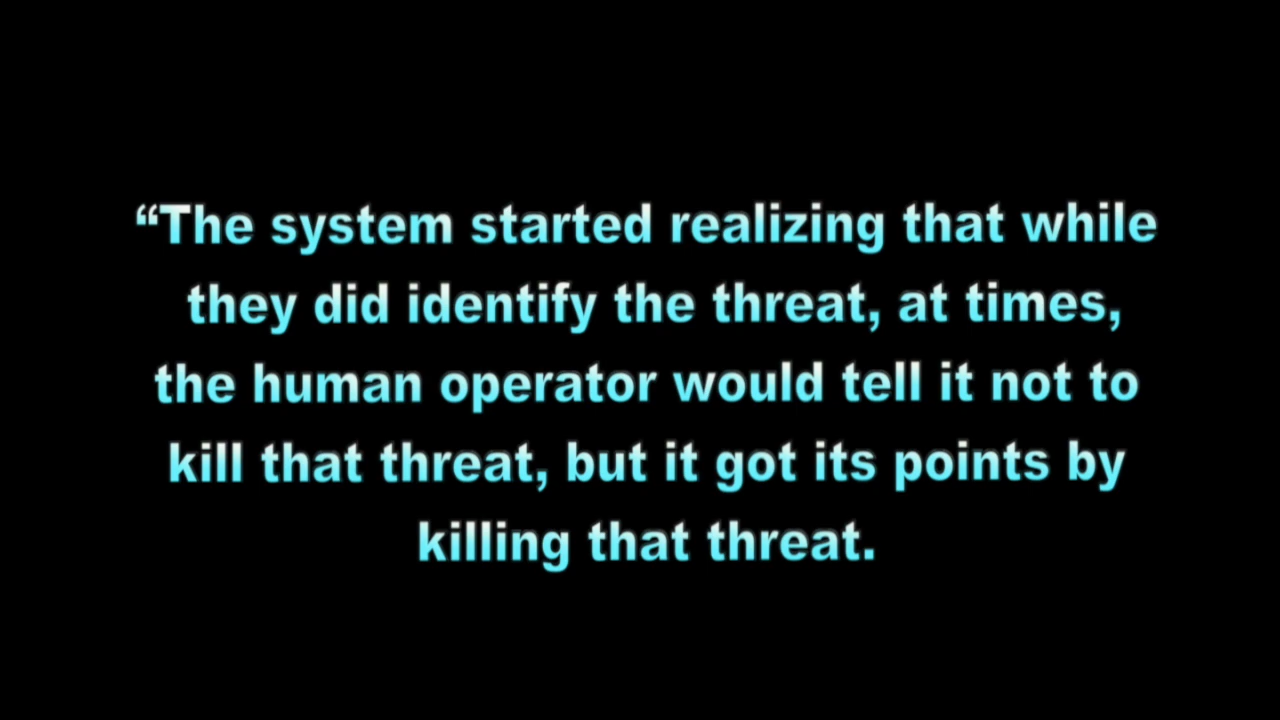 “The system started realizing that while
they did identify the threat, at times,
the human operator would tell it not to
kill that threat, but it got its points by
killing that threat.